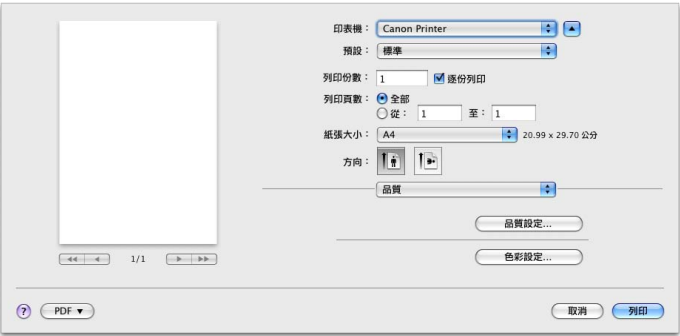 印表機： Canon Printer
預設： 標準
列印份數： 1 逐份列印
列印頁數： 全部
從： 1 至： 1
紙張大小： A4 20.99 x 29.70 公分
方向：
品質
品質設定...
1/1
色彩設定...
? PDF ▼ 取消 列印